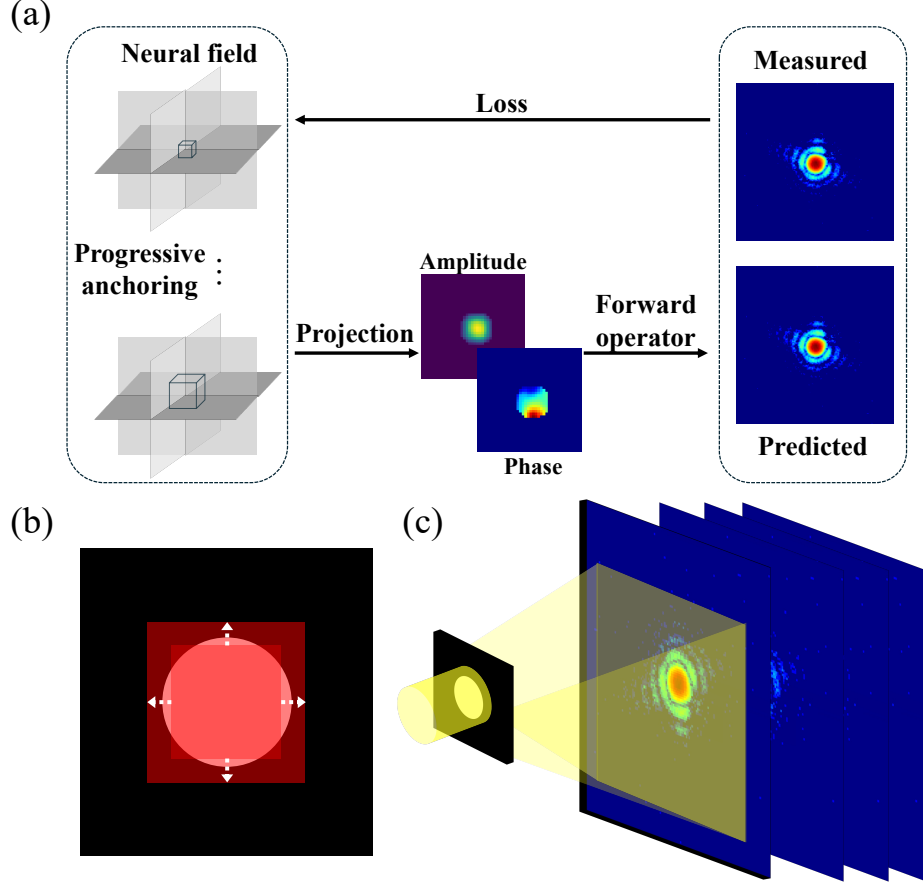 (a)
Neural field
Measured
Loss
Progressive
anchoring
Amplitude
Projection
Forward
operator
Phase
Predicted
(b)
(c)